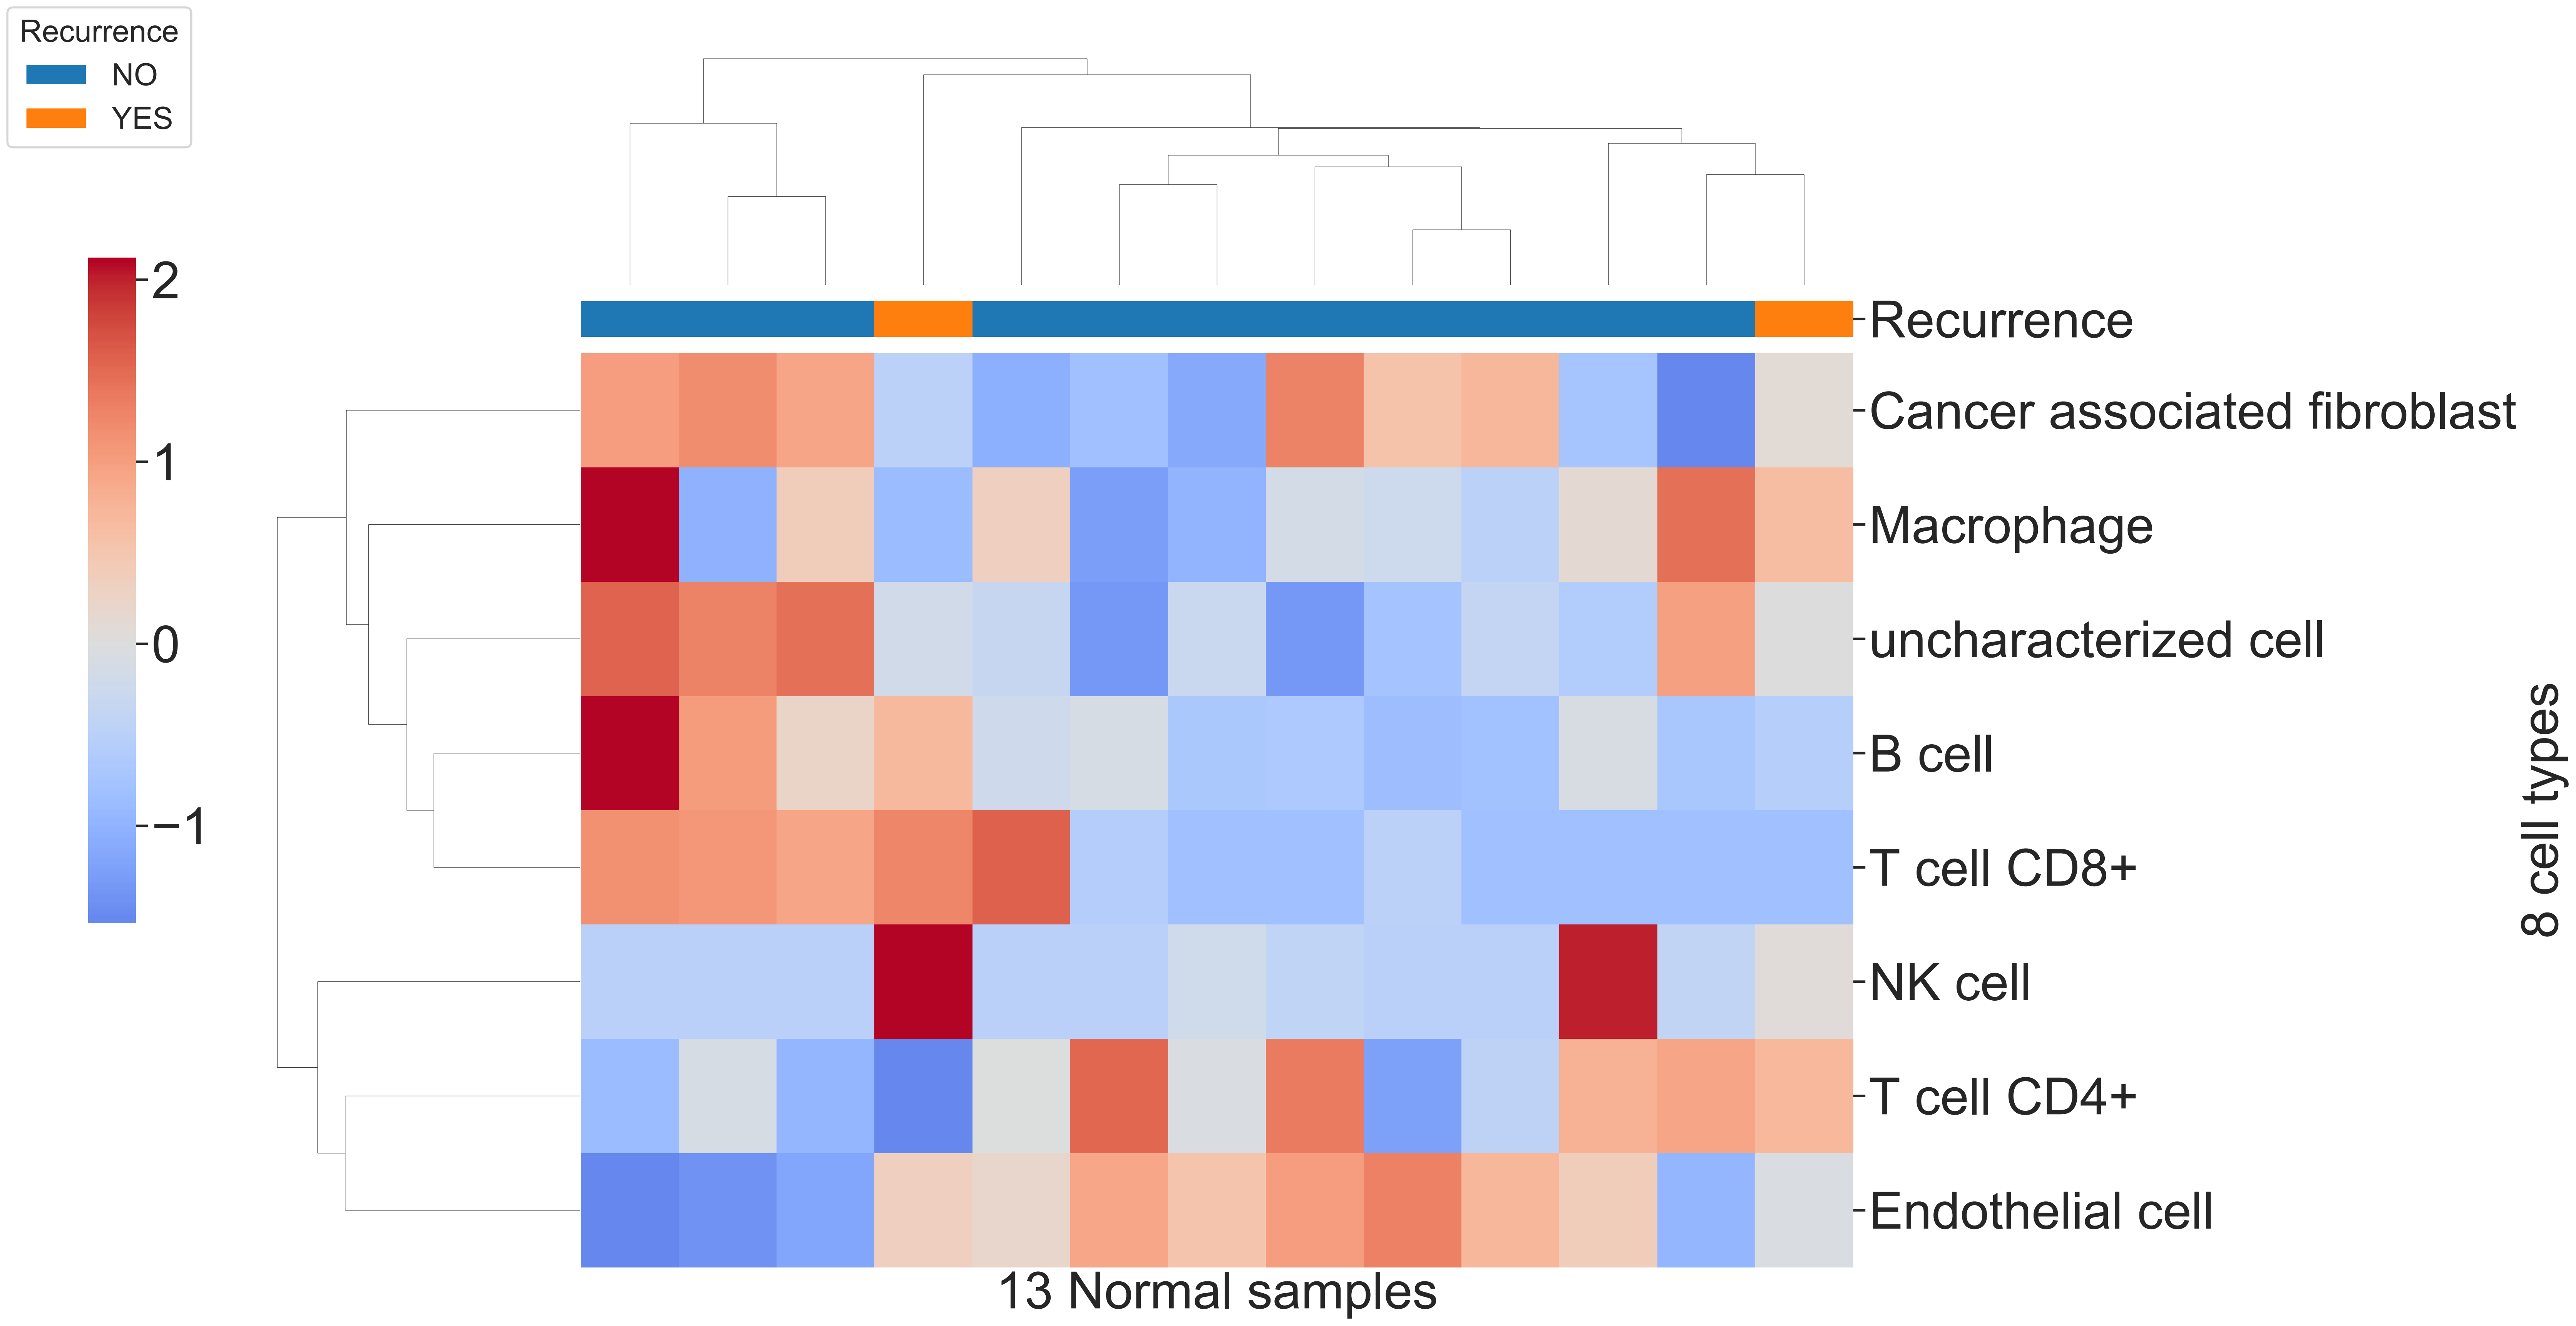 Recurrence
NO
YES
2
1
0
−1
Recurrence
Cancer associated fibroblast
Macrophage
uncharacterized cell
B cell
T cell CD8+
NK cell
T cell CD4+
Endothelial cell
8 cell types
13 Normal samples